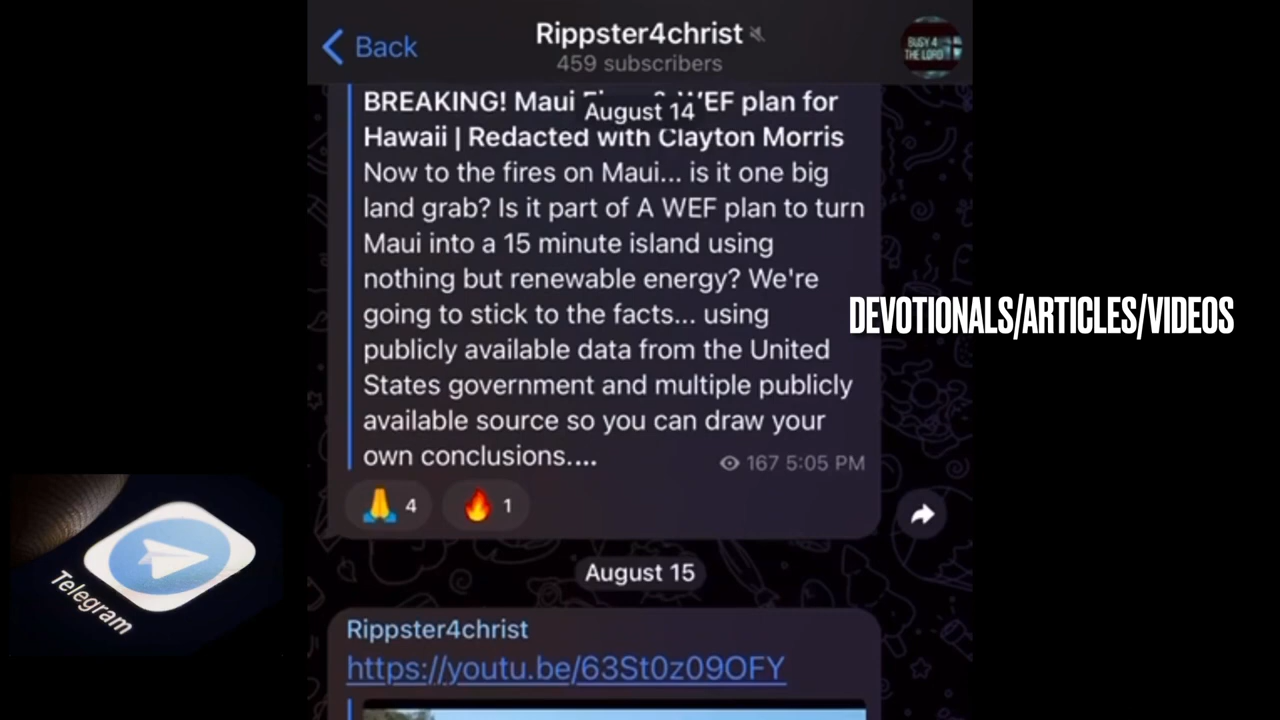 Back
Rippster4christ
459 subscribers
BUSY 4
THE LORD
BREAKING! Maui WEF plan for
August 14
Hawaii | Redacted with Clayton Morris
Now to the fires on Maui... is it one big
land grab? Is it part of A WEF plan to turn
Maui into a 15 minute island using
nothing but renewable energy? We're
going to stick to the facts... using
publicly available data from the United
States government and multiple publicly
available source so you can draw your
own conclusions....
167 5:05 PM
4
1
DEVOTIONALS/ARTICLES/VIDEOS
Telegram
August 15
Rippster4christ
https://youtu.be/63St0z09OFY